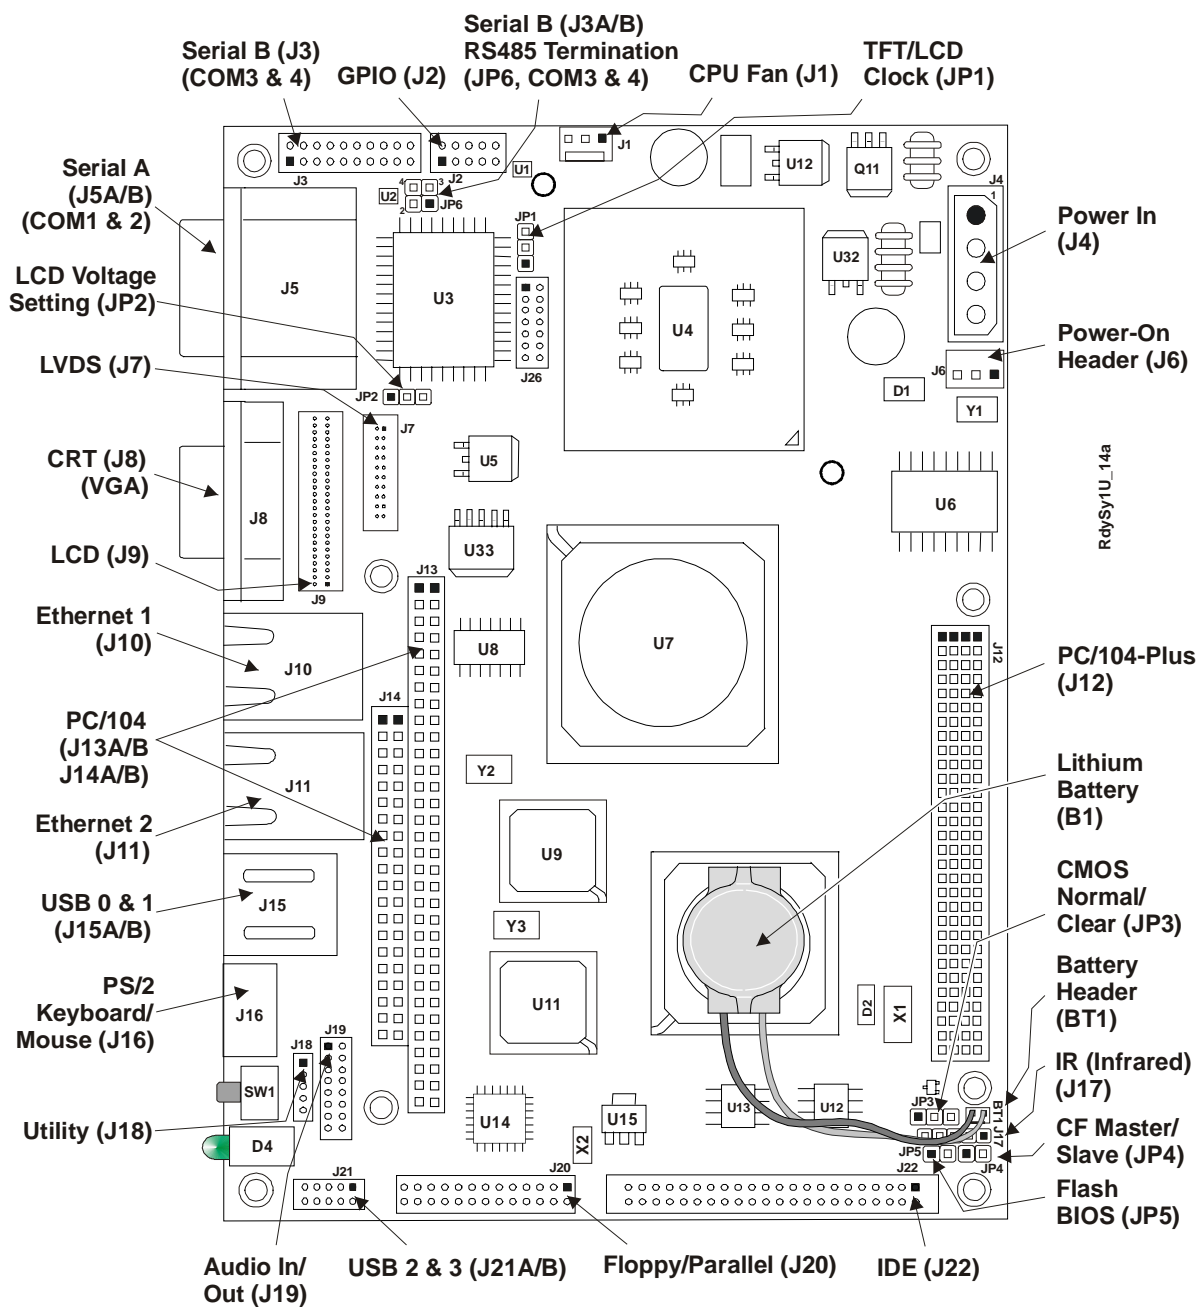 Serial B (J3)
(COM3 & 4)
GPIO (J2)
Serial B (J3A/B)
RS485 Termination
(JP6, COM3 & 4)
CPU Fan (J1)
TFT/LCD
Clock (JP1)
Serial A
(J5A/B)
(COM1 & 2)
LCD Voltage
Setting (JP2)
LVDS (J7)
CRT (J8)
(VGA)
LCD (J9)
Ethernet 1
(J10)
PC/104
(J13A/B
J14A/B)
Ethernet 2
(J11)
USB 0 & 1
(J15A/B)
PS/2
Keyboard/
Mouse (J16)
Utility (J18)
Audio In/
Out (J19)
USB 2 & 3 (J21A/B)
Floppy/Parallel (J20)
IDE (J22)
Power In
(J4)
Power-On
Header (J6)
RdySy1U_14a
PC/104-Plus
(J12)
Lithium
Battery
(B1)
CMOS
Normal/
Clear (JP3)
Battery
Header
(BT1)
IR (Infrared)
(J17)
CF Master/
Slave (JP4)
Flash
BIOS (JP5)
J3
J2
U1
J1
U12
Q11
J4
1
4
3
U2
2
JP6
JP1
U32
J5
U3
U4
J26
J6
D1
Y1
JP2
J7
U5
U6
J8
U33
J9
J13
J10
U8
U7
J12
J14
Y2
J11
U9
J15
Y3
U11
D2
X1
J16
J19
J18
SW1
JP3
BT1
U13
U12
J17
U14
U15
D4
X2
JP5
JP4
J21
J20
J22